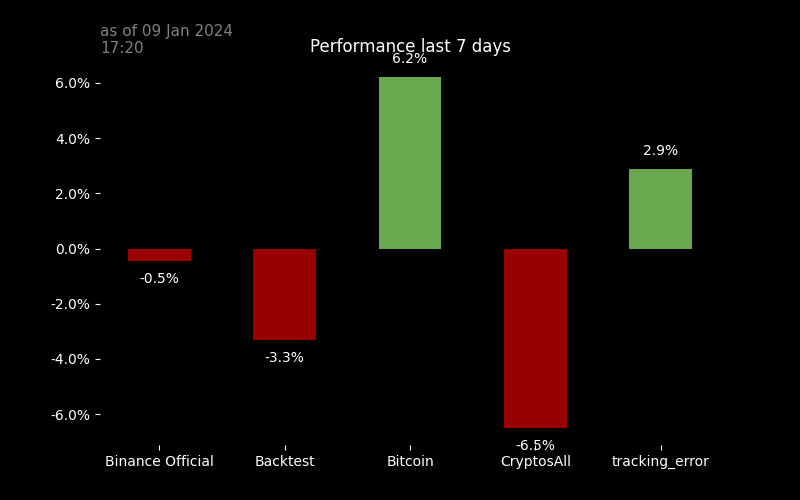 as of 09 Jan 2024
17:20
Performance last 7 days
6.2%
6.0%
4.0%
2.9%
2.0%
0.0%
-0.5%
-2.0%
-3.3%
-4.0%
-6.0%
-6.5%
Binance Official
Backtest
Bitcoin
CryptosAll
tracking_error